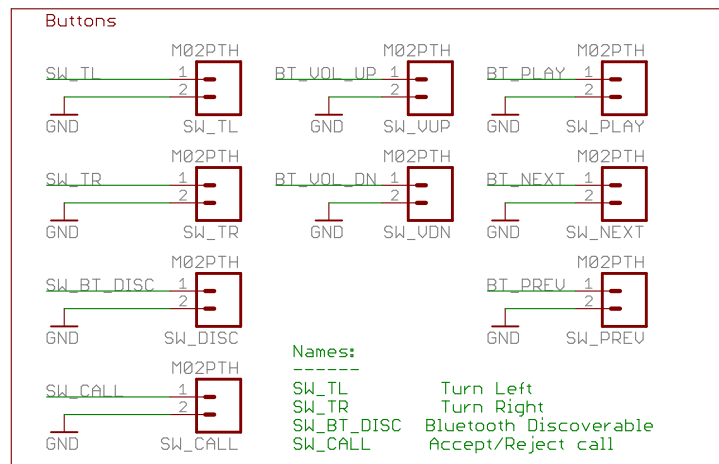 Buttons
M02PTH M02PTH M02PTH
SW_TL 1 BT_VOL_UP 1 BT_PLAY 1
2 2 2
GND SW_TL GND SW_VUP GND SW_PLAY
M02PTH M02PTH M02PTH
SW_TR 1 BT_VOL_DN 1 BT_NEXT 1
2 2 2
GND SW_TR GND SW_VDN GND SW_NEXT
M02PTH M02PTH
SW_BT_DISC 1 BT_PREV 1
2 2
GND SW_DISC GND SW_PREV
M02PTH
SW_CALL 1
2
GND SW_CALL
Names:
------
SW_TL Turn Left
SW_TR Turn Right
SW_BT_DISC Bluetooth Discoverable
SW_CALL Accept/Reject call